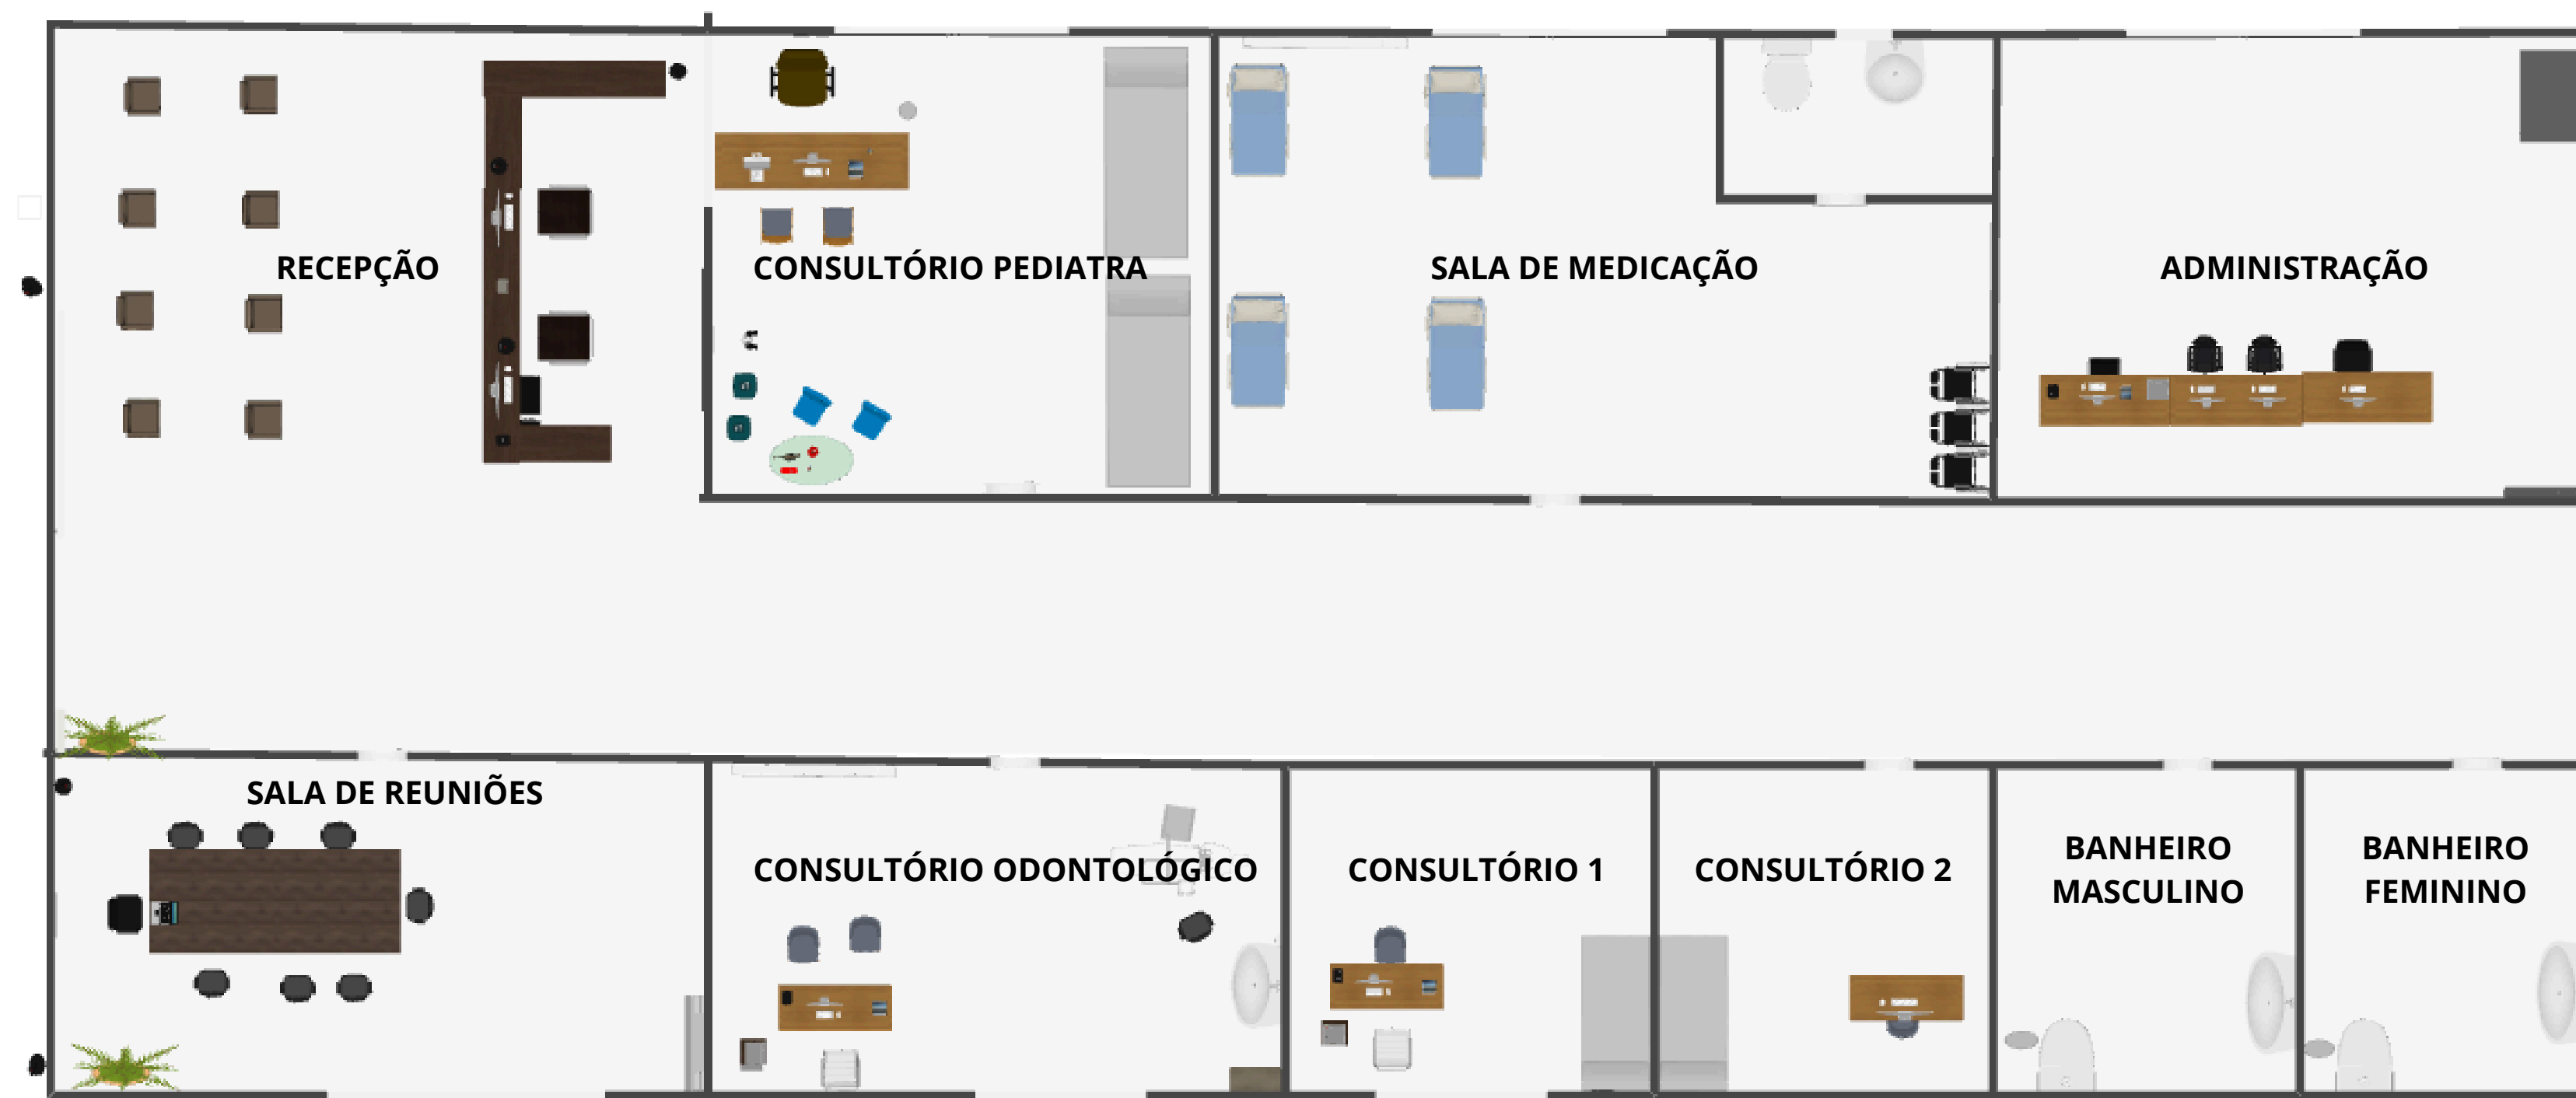 RECEPÇÃO
CONSULTÓRIO PEDIATRA
SALA DE MEDICAÇÃO
ADMINISTRAÇÃO
SALA DE REUNIÕES
CONSULTÓRIO ODONTOLÓGICO
CONSULTÓRIO 1
CONSULTÓRIO 2
BANHEIRO
MASCULINO
BANHEIRO
FEMININO